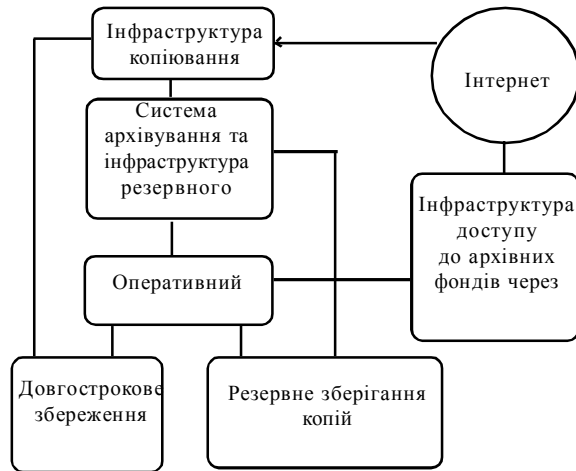 Інфраструктура
копіювання
Інтернет
Система
архівування та
інфраструктура
резервного
Інфраструктура
доступу
до архівних
фондів через
Оперативний
Довгострокове
збереження
Резервне зберігання
копій